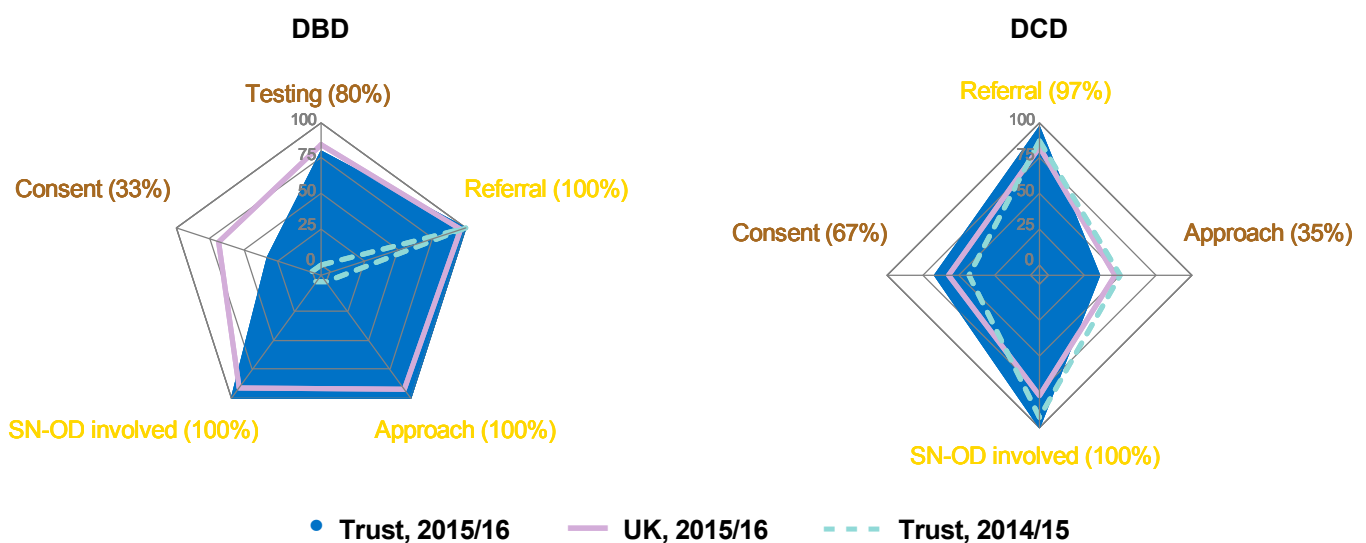 DBD
Testing (80%)
100
75
50
25
0
Consent (33%)
Referral (100%)
SN-OD involved (100%)
Approach (100%)
DCD
Referral (97%)
100
75
50
25
0
Consent (67%)
Approach (35%)
SN-OD involved (100%)
Trust, 2015/16
UK, 2015/16
Trust, 2014/15